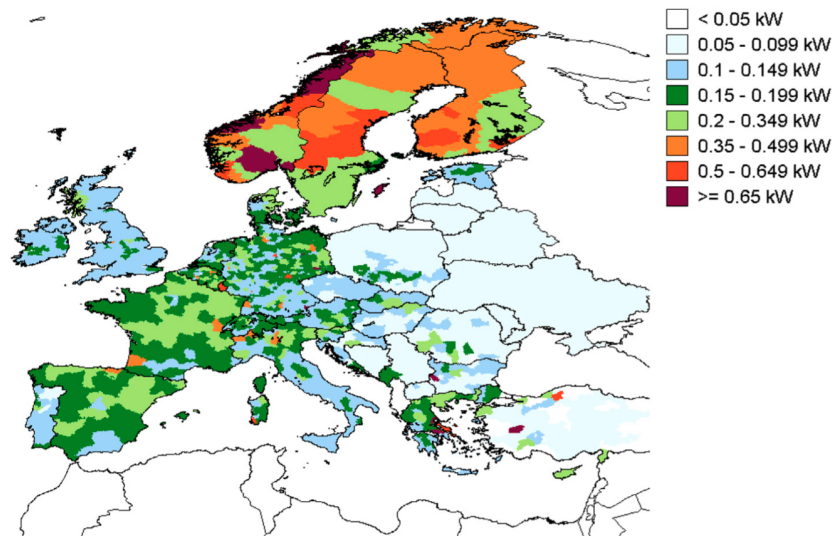 < 0.05 kW
0.05 - 0.099 kW
0.1 - 0.149 kW
0.15 - 0.199 kW
0.2 - 0.349 kW
0.35 - 0.499 kW
0.5 - 0.649 kW
>= 0.65 kW